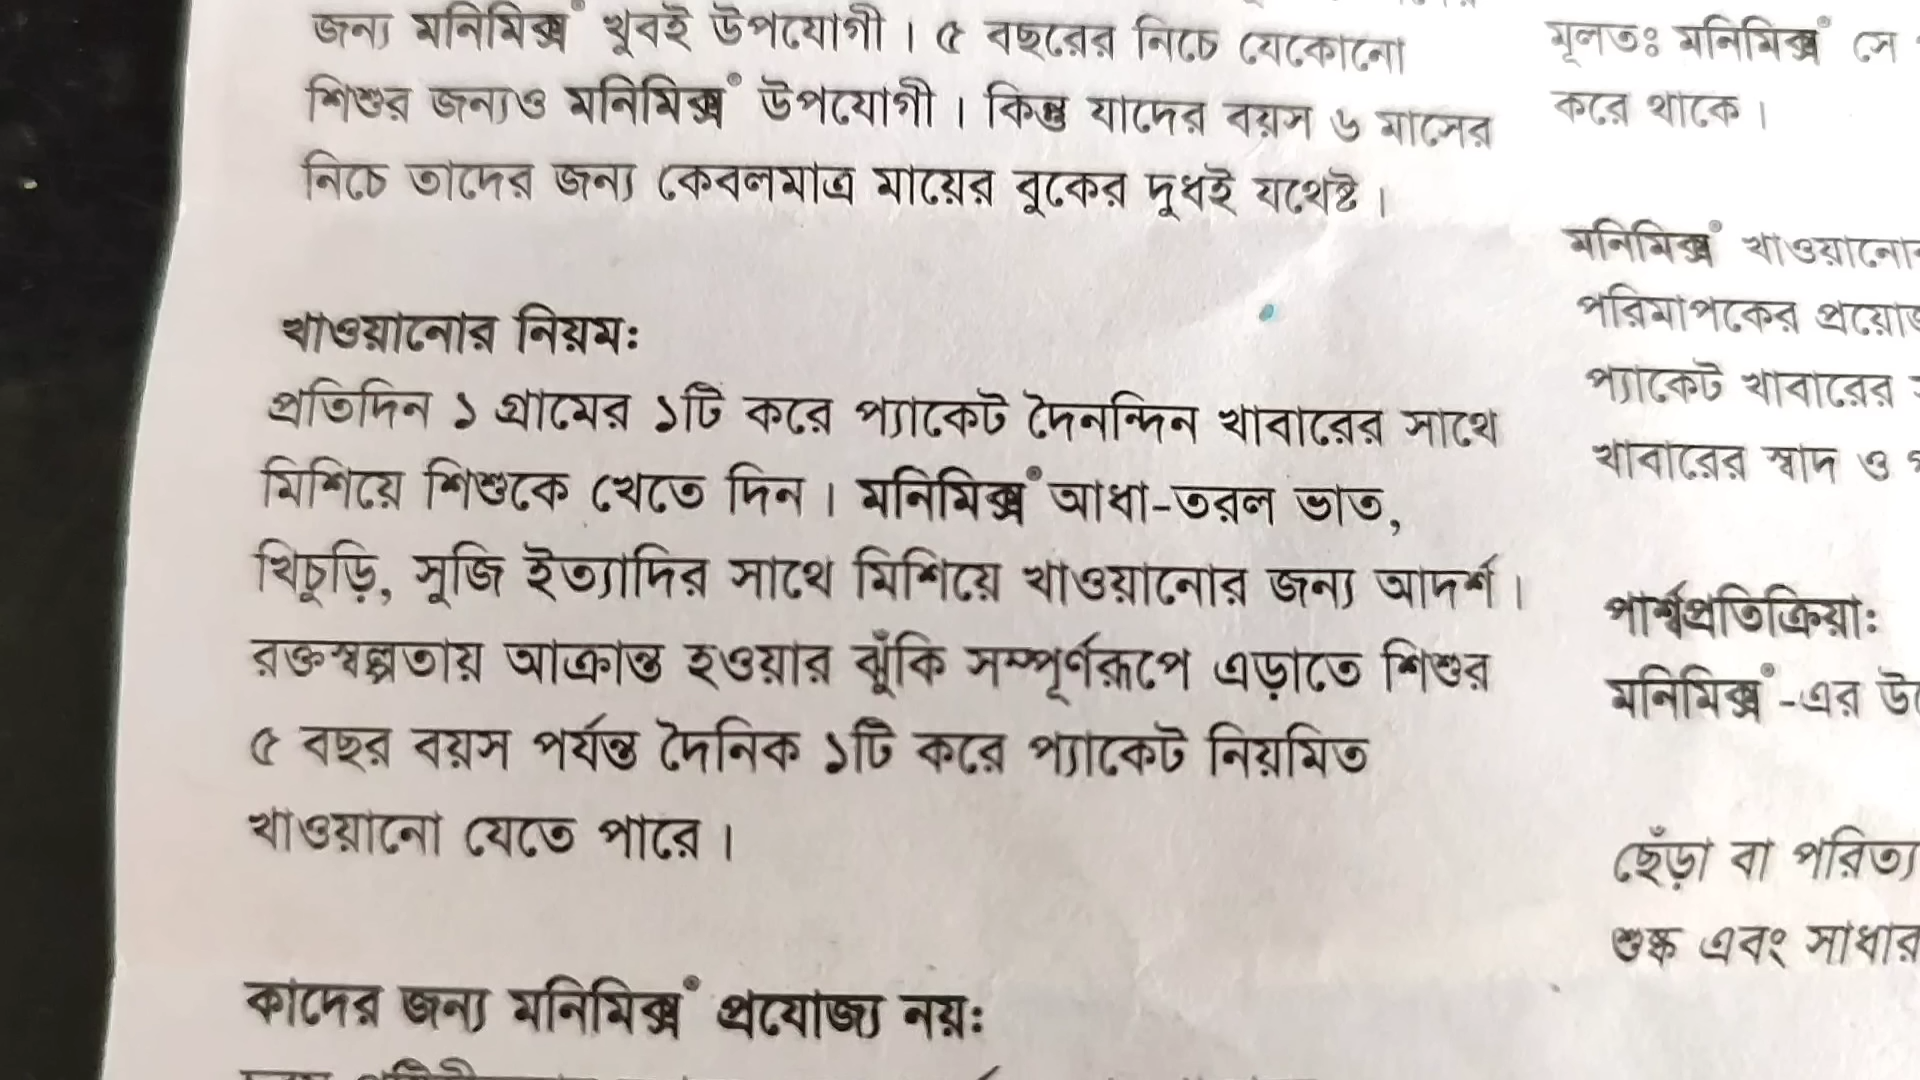 জন্য মনিমিক্স° খুবই উপযোগী। ৫ বছরের নিচে যেকোনো
শিশুর জন্যও মনিমিক্স° উপযোগী। কিন্তু যাদের বয়স ৬ মাসের
নিচে তাদের জন্য কেবলমাত্র মায়ের বুকের দুধই যথেষ্ট।
খাওয়ানোর নিয়ম:
প্রতিদিন ১ গ্রামের ১টি করে প্যাকেট দৈনন্দিন খাবারের সাথে
মিশিয়ে শিশুকে খেতে দিন। মনিমিক্স° আধা-তরল ভাত,
খিচুড়ি, সুজি ইত্যাদির সাথে মিশিয়ে খাওয়ানোর জন্য আদর্শ।
রক্তস্বল্পতায় আক্রান্ত হওয়ার ঝুঁকি সম্পূর্ণরূপে এড়াতে শিশুর
৫ বছর বয়স পর্যন্ত দৈনিক ১টি করে প্যাকেট নিয়মিত
খাওয়ানো যেতে পারে।
কাদের জন্য মনিমিক্স° প্রযোজ্য নয়:
মূলতঃ মনিমিক্স° সে
করে থাকে।
মনিমিক্স°
পরিমাপকের
প্যাকেট খাবারের
খাবারের স্বাদ ও
পার্শ্বপ্রতিক্রিয়া:
মনিমিক্স°-এর
ছেঁড়া বা
শুষ্ক এবং